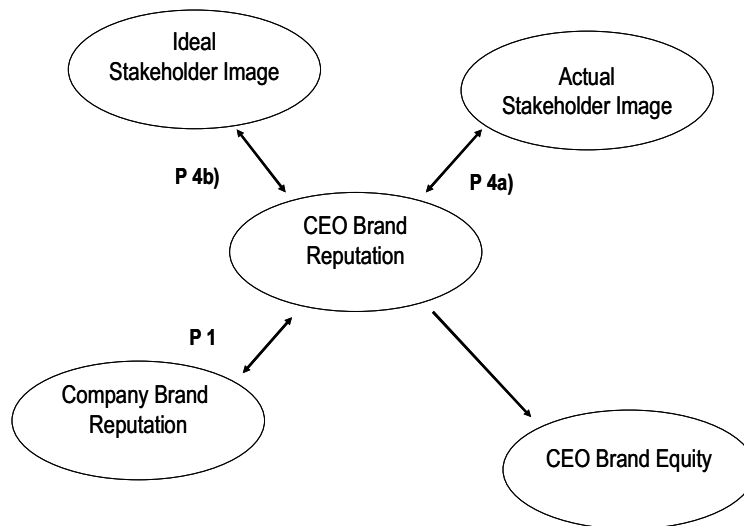 Ideal
Stakeholder Image
Actual
Stakeholder Image
P 4b)
P 4a)
CEO Brand
Reputation
P 1
Company Brand
Reputation
CEO Brand Equity